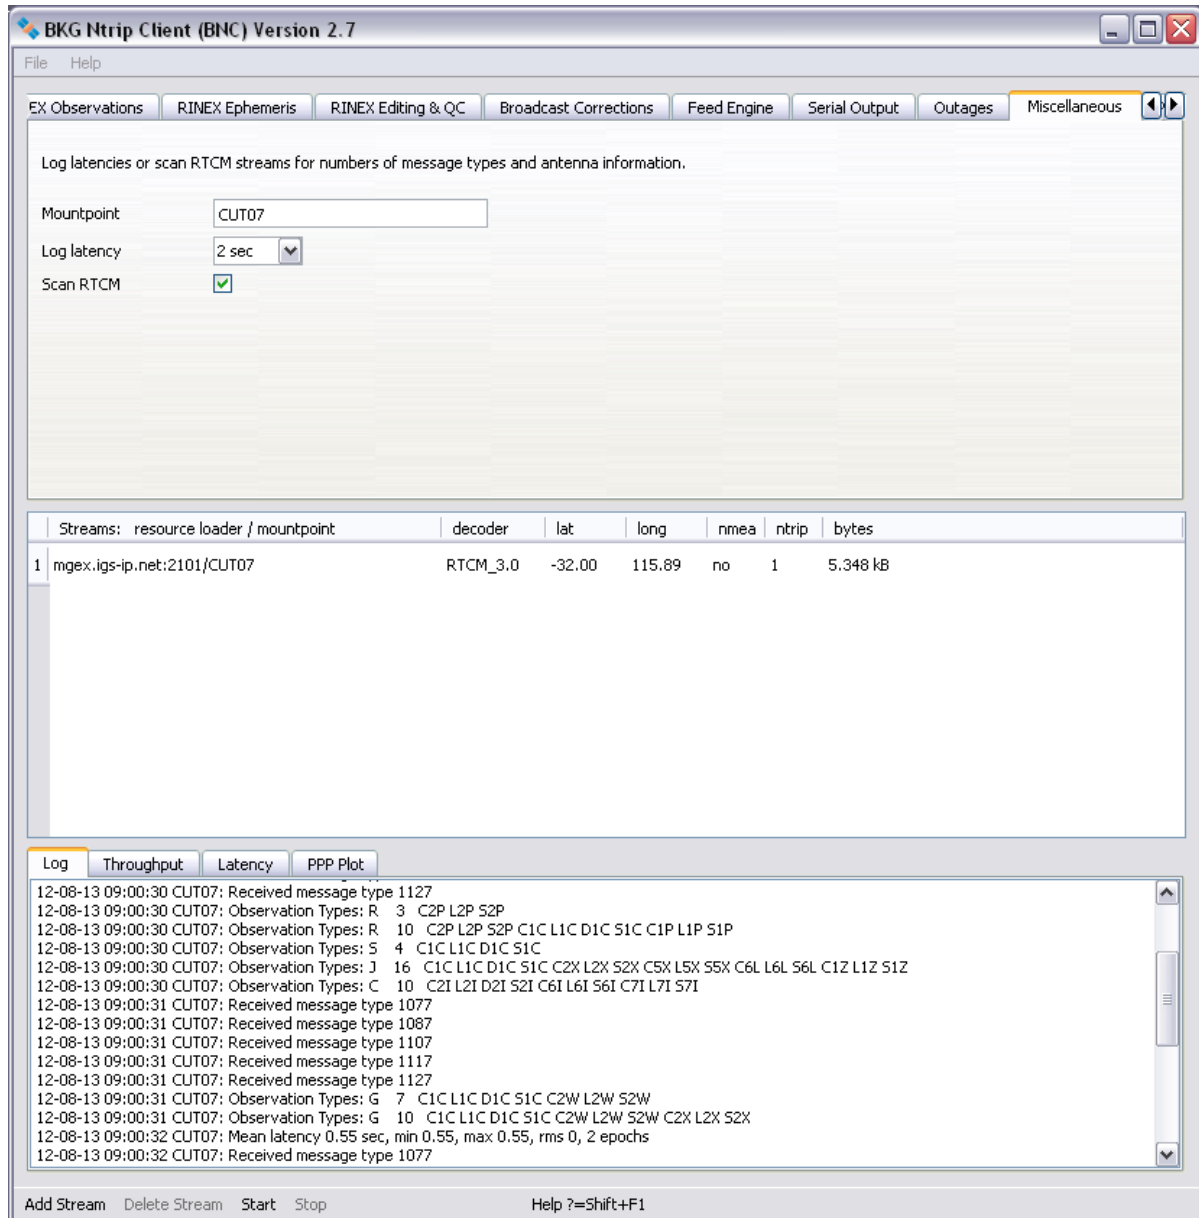 BKG Ntrip Client (BNC) Version 2.7
File Help
EX Observations RINEX Ephemeris RINEX Editing & QC Broadcast Corrections Feed Engine Serial Output Outages Miscellaneous
Log latencies or scan RTCM streams for numbers of message types and antenna information.
Mountpoint CUT07
Log latency 2 sec
Scan RTCM
Streams: resource loader / mountpoint decoder lat long nmea ntrip bytes
1 mgex.igs-ip.net:2101/CUT07 RTCM_3.0 -32.00 115.89 no 1 5.348 kB
Log Throughput Latency PPP Plot
12-08-13 09:00:30 CUT07: Received message type 1127
12-08-13 09:00:30 CUT07: Observation Types: R 3 C2P L2P S2P
12-08-13 09:00:30 CUT07: Observation Types: R 10 C2P L2P S2P C1C L1C D1C S1C C1P L1P S1P
12-08-13 09:00:30 CUT07: Observation Types: S 4 C1C L1C D1C S1C
12-08-13 09:00:30 CUT07: Observation Types: J 16 C1C L1C D1C S1C C2X L2X S2X C5X L5X S5X C6L L6L S6L C1Z L1Z S1Z
12-08-13 09:00:30 CUT07: Observation Types: C 10 C2I L2I D2I S2I C6I L6I S6I C7I L7I S7I
12-08-13 09:00:31 CUT07: Received message type 1077
12-08-13 09:00:31 CUT07: Received message type 1087
12-08-13 09:00:31 CUT07: Received message type 1107
12-08-13 09:00:31 CUT07: Received message type 1117
12-08-13 09:00:31 CUT07: Received message type 1127
12-08-13 09:00:31 CUT07: Observation Types: G 7 C1C L1C D1C S1C C2W L2W S2W
12-08-13 09:00:31 CUT07: Observation Types: G 10 C1C L1C D1C S1C C2W L2W S2W C2X L2X S2X
12-08-13 09:00:32 CUT07: Mean latency 0.55 sec, min 0.55, max 0.55, rms 0, 2 epochs
12-08-13 09:00:32 CUT07: Received message type 1077
Add Stream Delete Stream Start Stop Help ?=Shift+F1